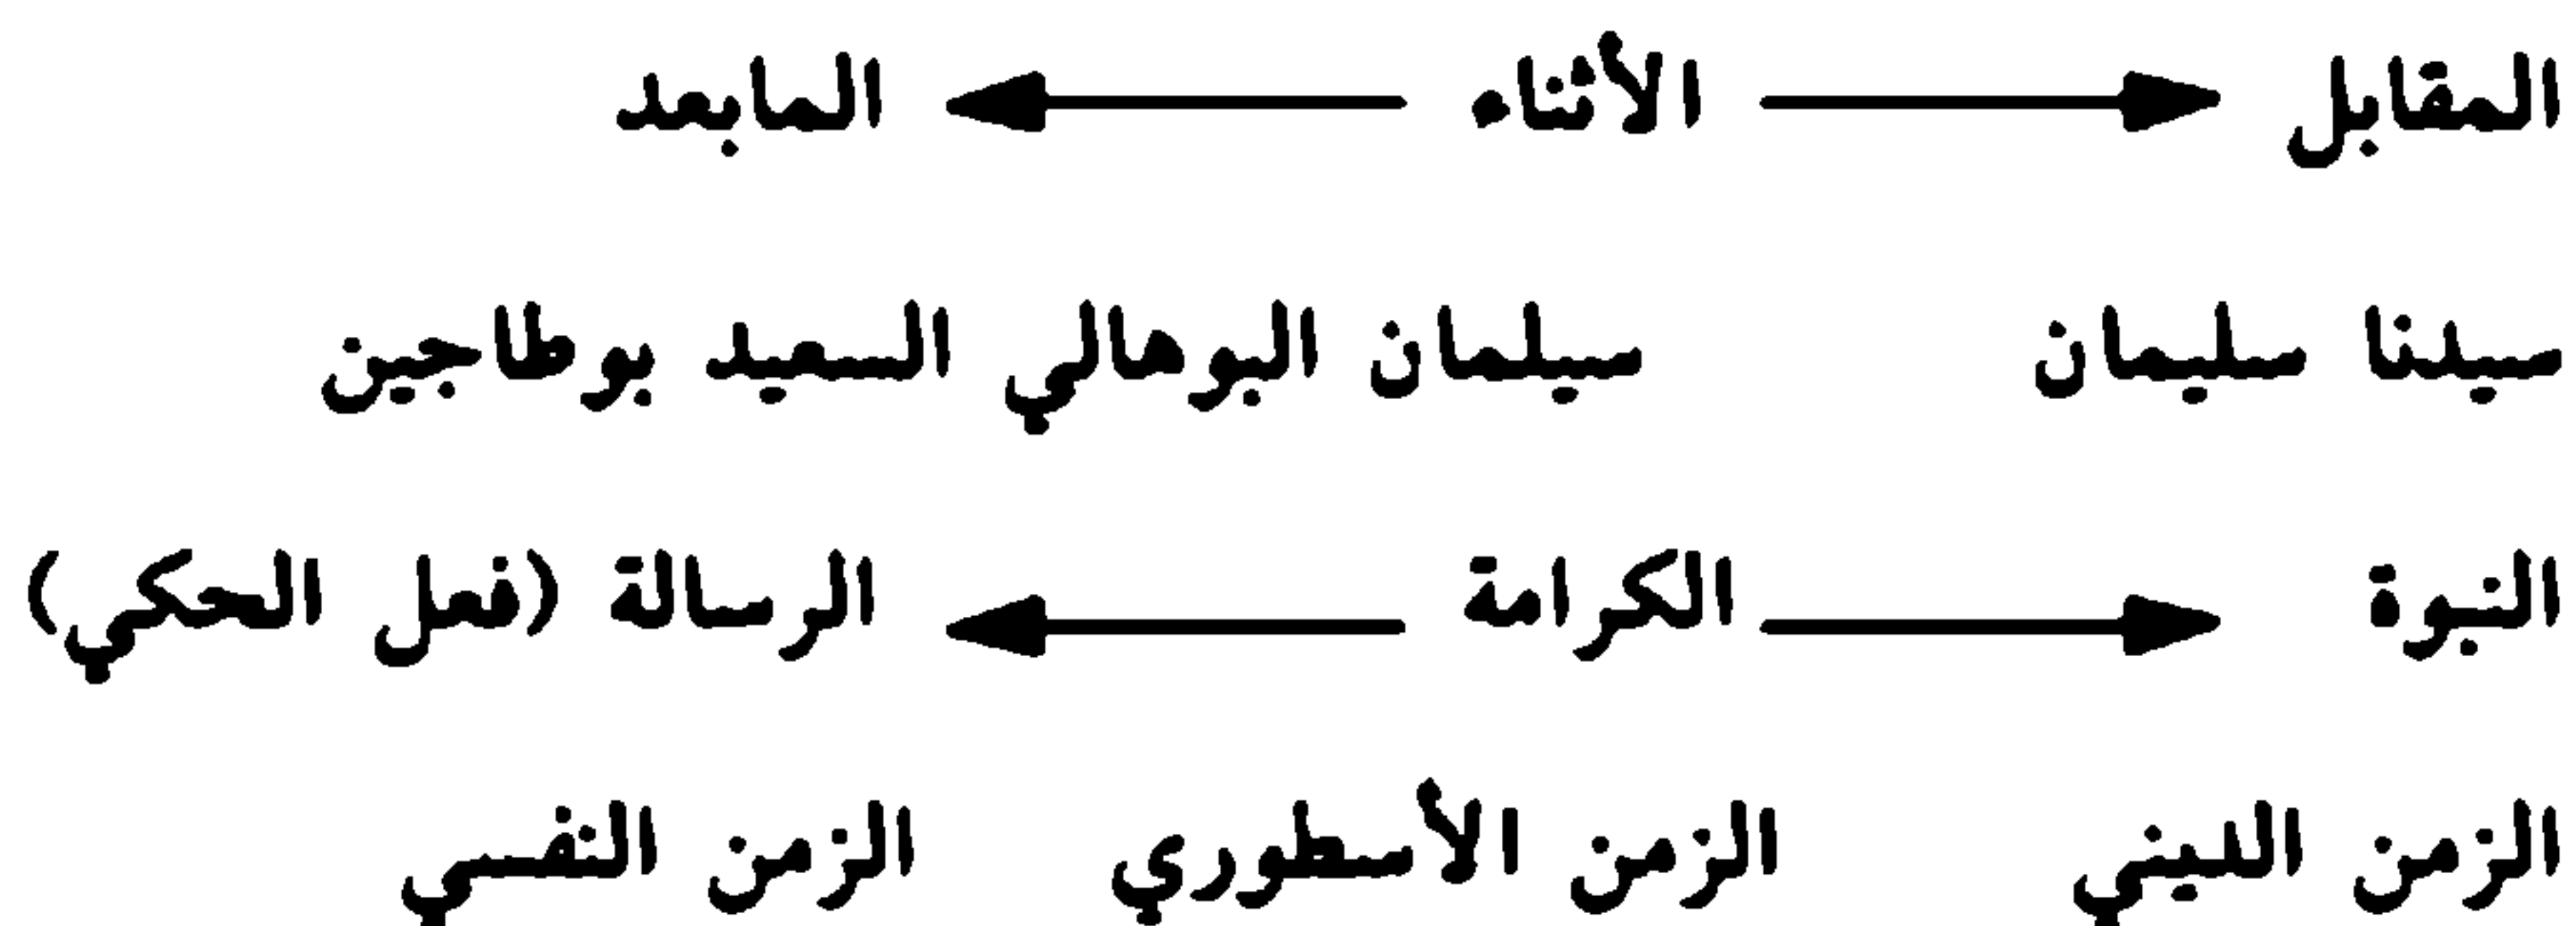 المقابل الأثناء المابعد
سيدنا سليمان سيلمان البوهالي السعيد بوطاجين
النبوة الكرامة الرسالة (فعل الحكي)
الزمن الديني الزمن الأسطوري الزمن النفسي